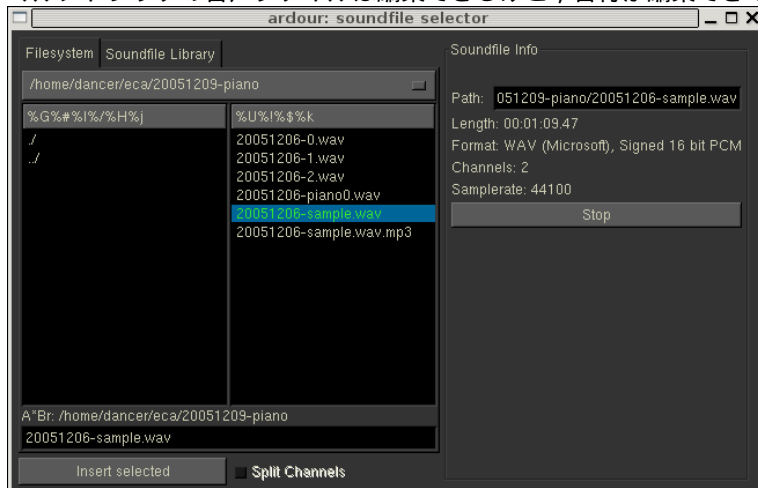 ardour: soundfile selector
Filesystem
Soundfile Library
/home/dancer/eca/20051209-piano
%G%#%l%/%H%j
./
../
%U%!%$%k
20051206-0.wav
20051206-1.wav
20051206-2.wav
20051206-piano0.wav
20051206-sample.wav
20051206-sample.wav.mp3
A*Br: /home/dancer/eca/20051209-piano
20051206-sample.wav
Insert selected
Split Channels
Soundfile Info
Path: 051209-piano/20051206-sample.wav
Length: 00:01:09.47
Format: WAV (Microsoft), Signed 16 bit PCM
Channels: 2
Samplerate: 44100
Stop